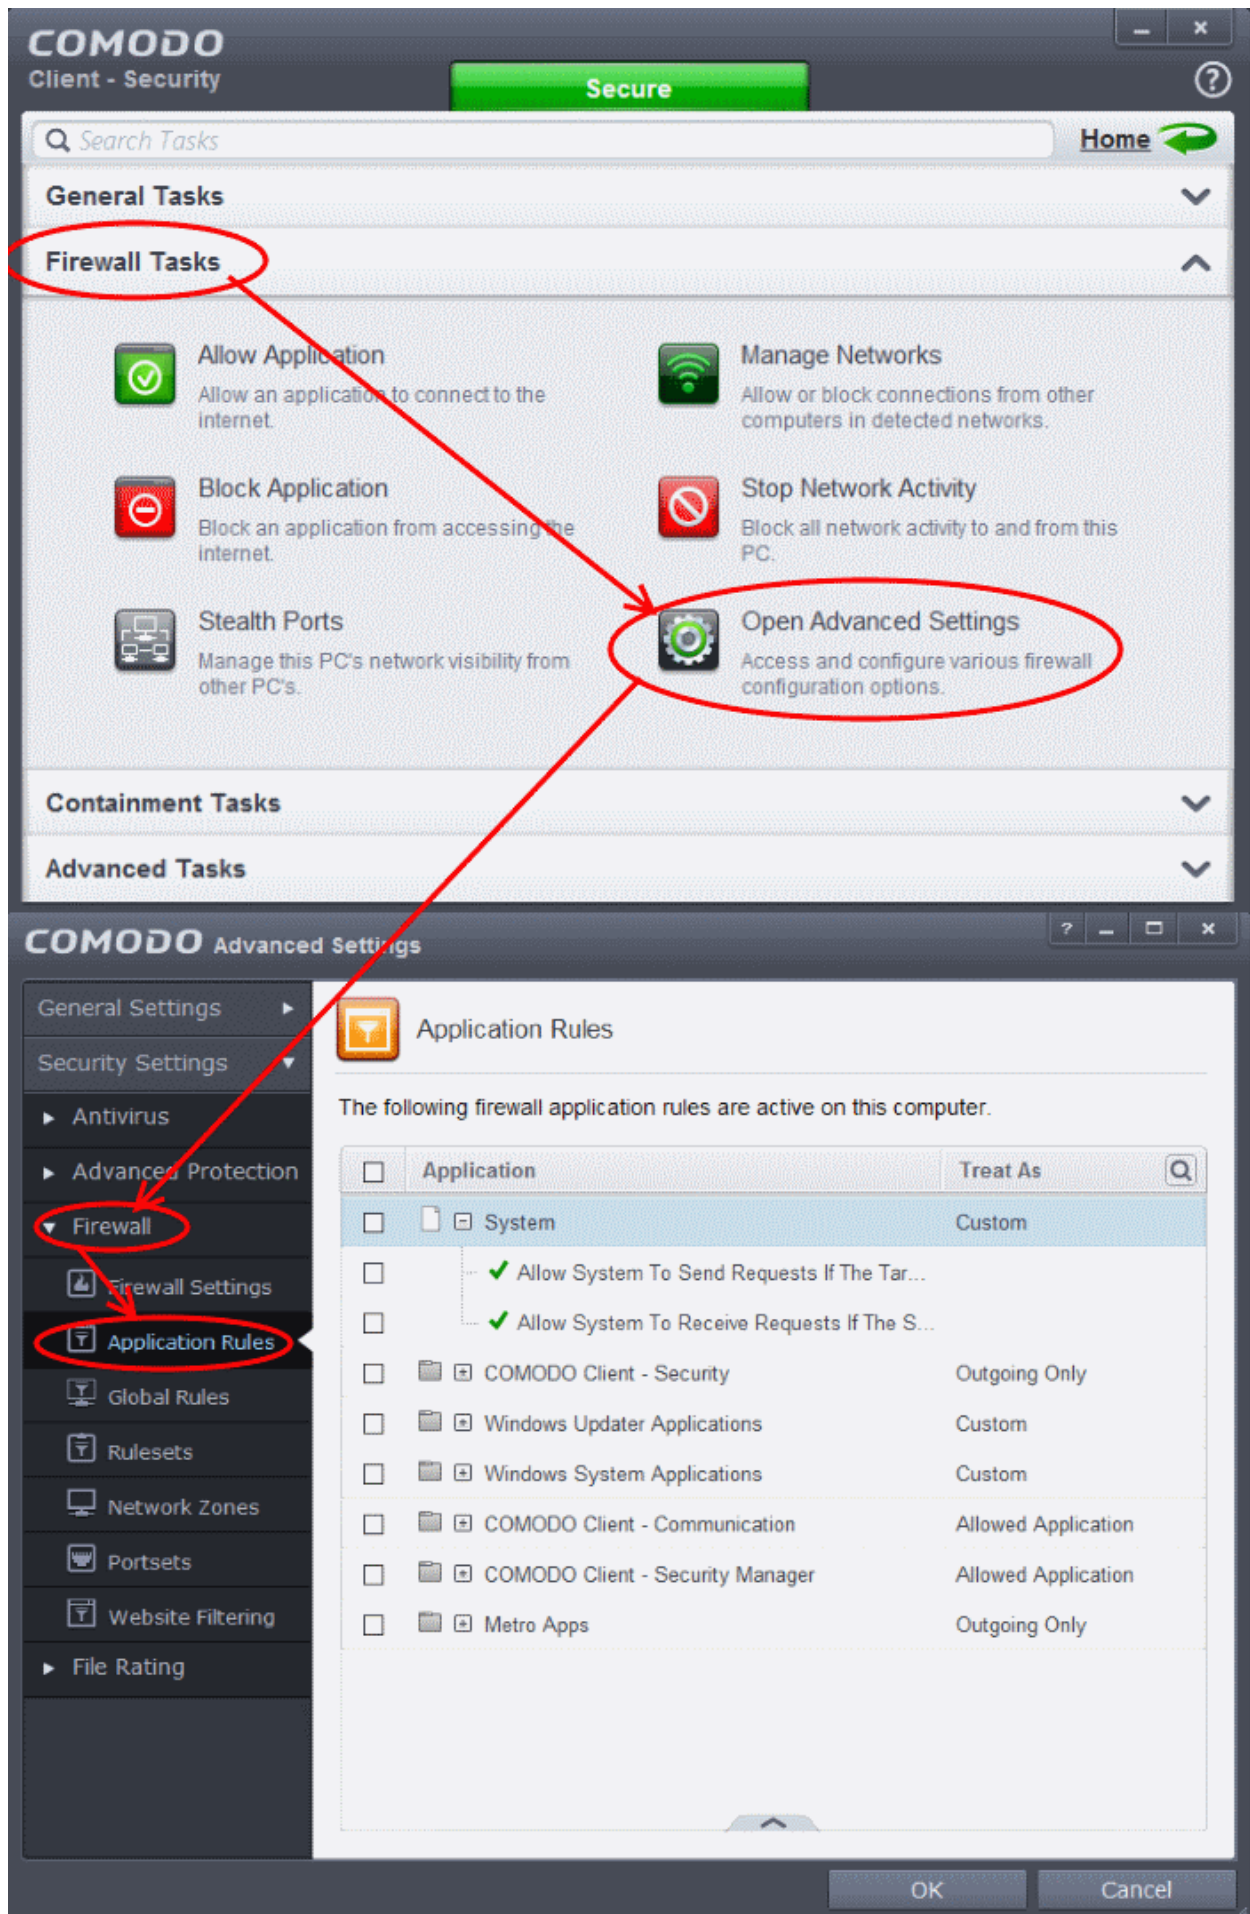 COMODO
Client - Security
Secure
?
Search Tasks
Home
General Tasks
Firewall Tasks
Allow Application
Allow an application to connect to the
internet.
Manage Networks
Allow or block connections from other
computers in detected networks.
Block Application
Block an application from accessing the
internet.
Stop Network Activity
Block all network activity to and from this
PC.
Stealth Ports
Manage this PC's network visibility from
other PC's.
Open Advanced Settings
Access and configure various firewall
configuration options.
Containment Tasks
Advanced Tasks
COMODO Advanced Settings
?
General Settings
Security Settings
Antivirus
Advanced Protection
Firewall
Firewall Settings
Application Rules
Global Rules
Rulesets
Network Zones
Portsets
Website Filtering
File Rating
Application Rules
The following firewall application rules are active on this computer.
Application Treat As
System Custom
Allow System To Send Requests If The Tar...
Allow System To Receive Requests If The S...
COMODO Client - Security Outgoing Only
Windows Updater Applications Custom
Windows System Applications Custom
COMODO Client - Communication Allowed Application
COMODO Client - Security Manager Allowed Application
Metro Apps Outgoing Only
OK Cancel